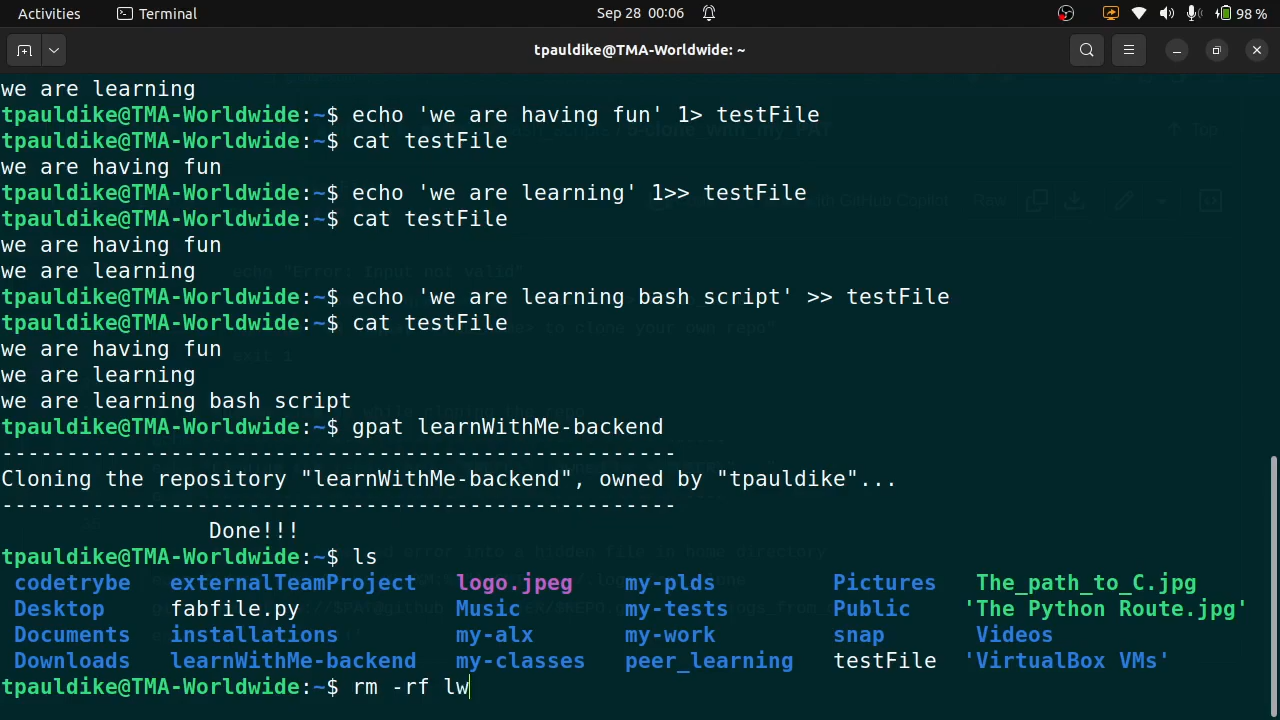 Activities Terminal Sep 28 00:06 98 %
tpauldike@TMA-Worldwide: ~
we are learning
tpauldike@TMA-Worldwide:~$ echo 'we are having fun' 1> testFile
tpauldike@TMA-Worldwide:~$ cat testFile
we are having fun
tpauldike@TMA-Worldwide:~$ echo 'we are learning' 1>> testFile
tpauldike@TMA-Worldwide:~$ cat testFile
we are having fun
we are learning
tpauldike@TMA-Worldwide:~$ echo 'we are learning bash script' >> testFile
tpauldike@TMA-Worldwide:~$ cat testFile
we are having fun
we are learning
we are learning bash script
tpauldike@TMA-Worldwide:~$ gpat learnWithMe-backend
----------------------------------------------------
Cloning the repository "learnWithMe-backend", owned by "tpauldike"...
----------------------------------------------------
Done!!!
tpauldike@TMA-Worldwide:~$ ls
codetrybe externalTeamProject logo.jpeg my-plds Pictures The_path_to_C.jpg
Desktop fabfile.py Music my-tests Public 'The Python Route.jpg'
Documents installations my-alx my-work snap Videos
Downloads learnWithMe-backend my-classes peer_learning testFile 'VirtualBox VMs'
tpauldike@TMA-Worldwide:~$ rm -rf lw